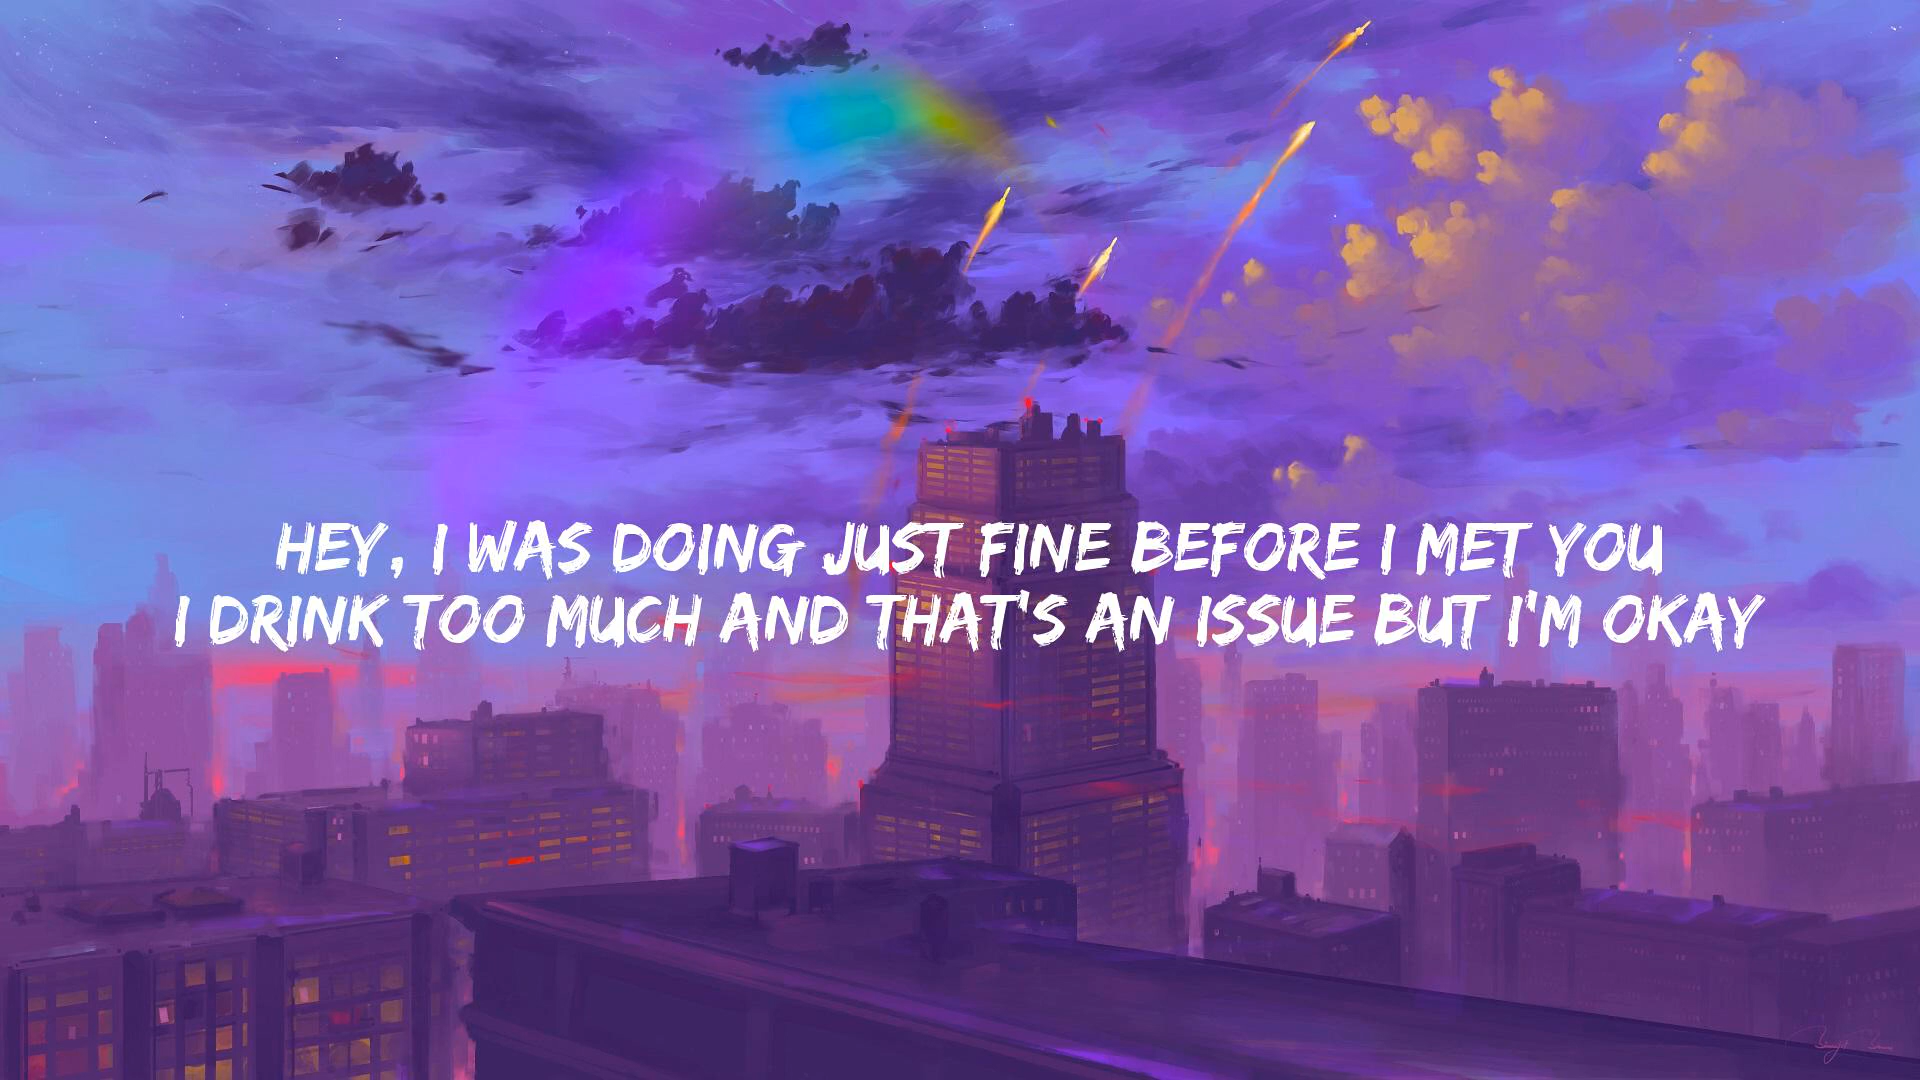 HEY, I WAS DOING JUST FINE BEFORE I MET YOU
I DRINK TOO MUCH AND THAT'S AN ISSUE BUT I'M OKAY